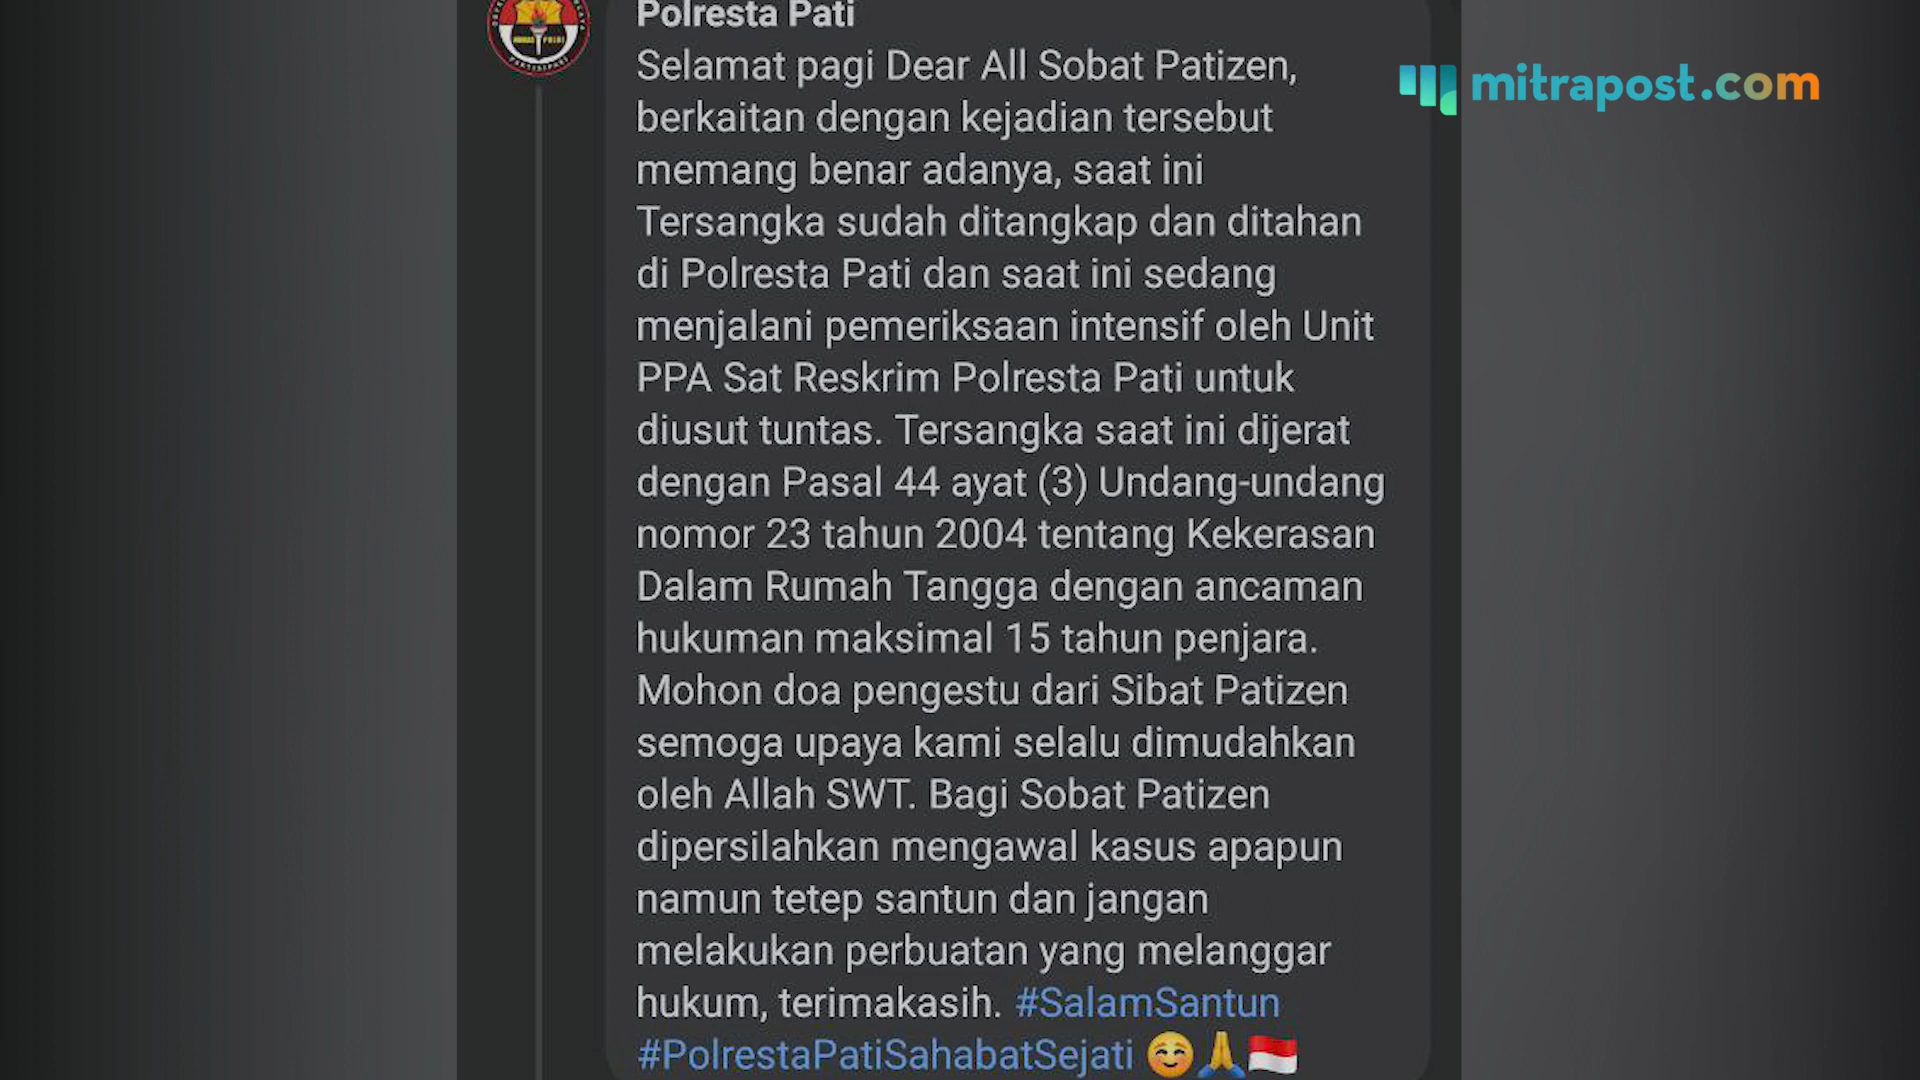 Polresta Pati
Selamat pagi Dear All Sobat Patizen,
berkaitan dengan kejadian tersebut
memang benar adanya, saat ini
Tersangka sudah ditangkap dan ditahan
di Polresta Pati dan saat ini sedang
menjalani pemeriksaan intensif oleh Unit
PPA Sat Reskrim Polresta Pati untuk
diusut tuntas. Tersangka saat ini dijerat
dengan Pasal 44 ayat (3) Undang-undang
nomor 23 tahun 2004 tentang Kekerasan
Dalam Rumah Tangga dengan ancaman
hukuman maksimal 15 tahun penjara.
Mohon doa pengestu dari Sibat Patizen
semoga upaya kami selalu dimudahkan
oleh Allah SWT. Bagi Sobat Patizen
dipersilahkan mengawal kasus apapun
namun tetep santun dan jangan
melakukan perbuatan yang melanggar
hukum, terimakasih. #SalamSantun
#PolrestaPatiSahabatSejati ☺️🙏🇮🇩
mitrapost.com